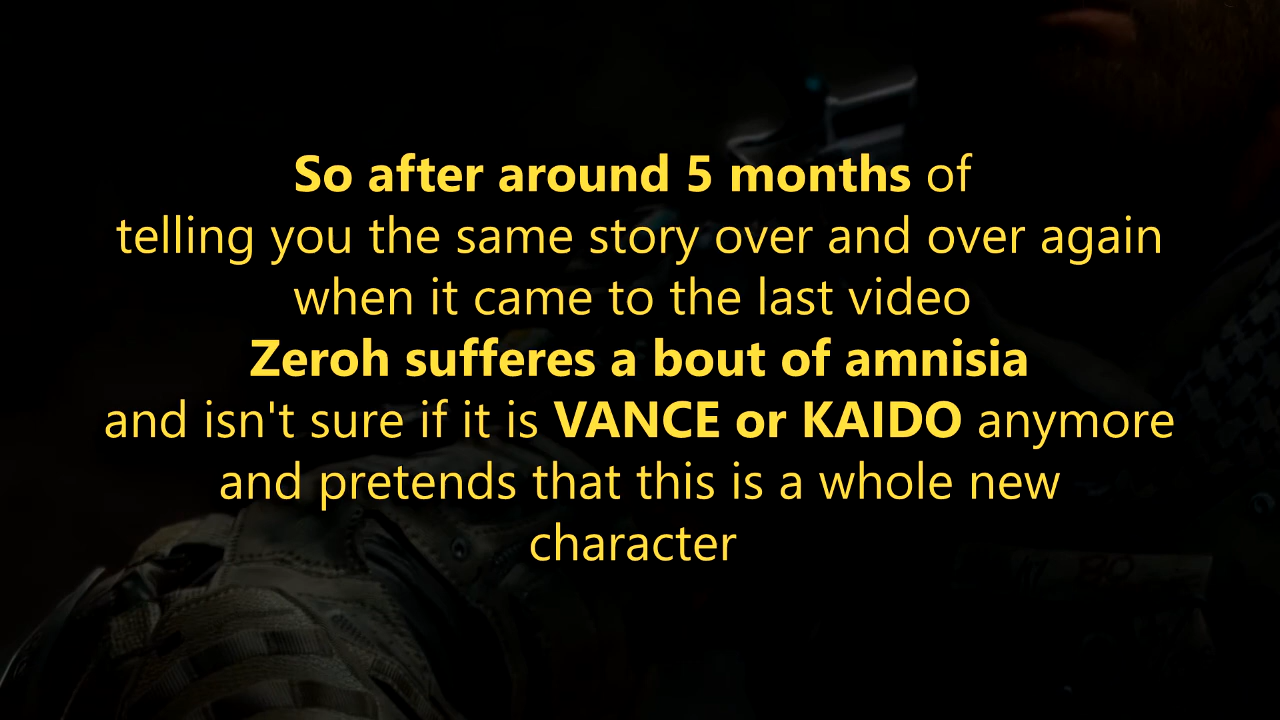 So after around 5 months of
telling you the same story over and over again
when it came to the last video
Zeroh sufferes a bout of amnisia
and isn't sure if it is VANCE or KAIDO anymore
and pretends that this is a whole new
character